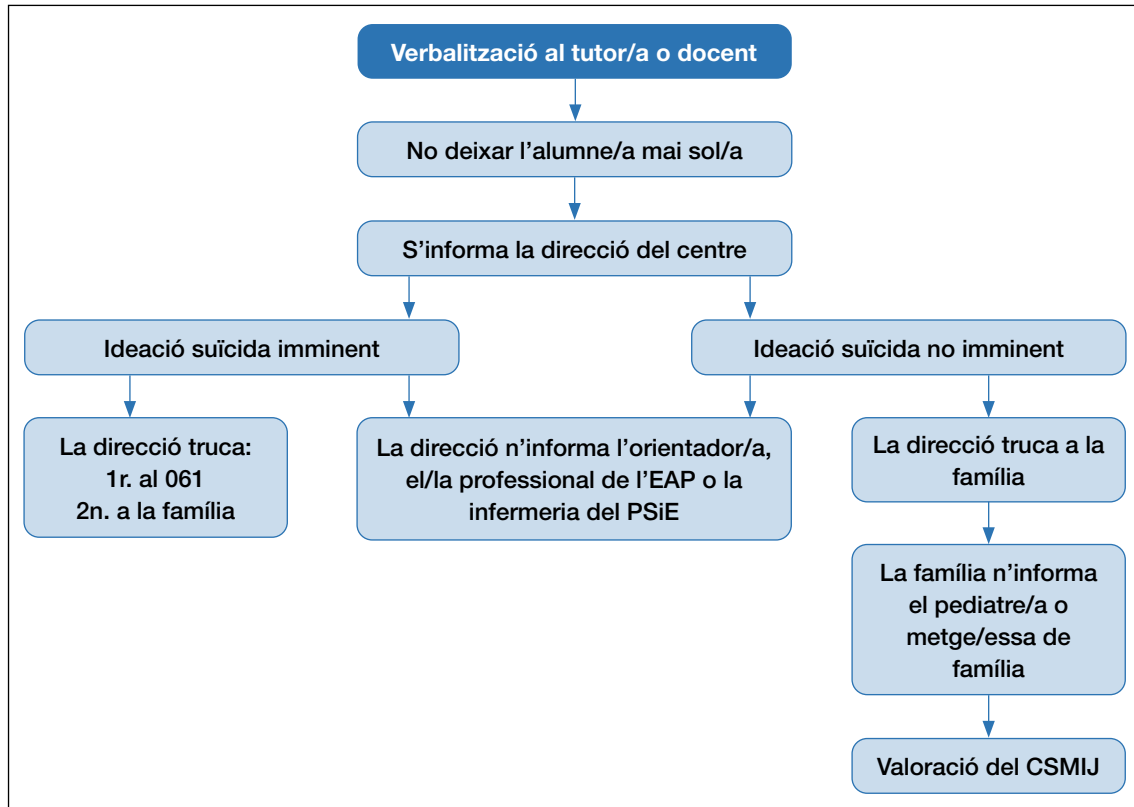 Verbalització al tutor/a o docent
No deixar l’alumne/a mai sol/a
S’informa la direcció del centre
Ideació suïcida imminent
Ideació suïcida no imminent
La direcció truca:
1r. al 061
2n. a la família
La direcció n’informa l’orientador/a,
el/la professional de l’EAP o la
infermeria del PSiE
La direcció truca a la
família
La família n’informa
el pediatre/a o
metge/essa de
família
Valoració del CSMIJ